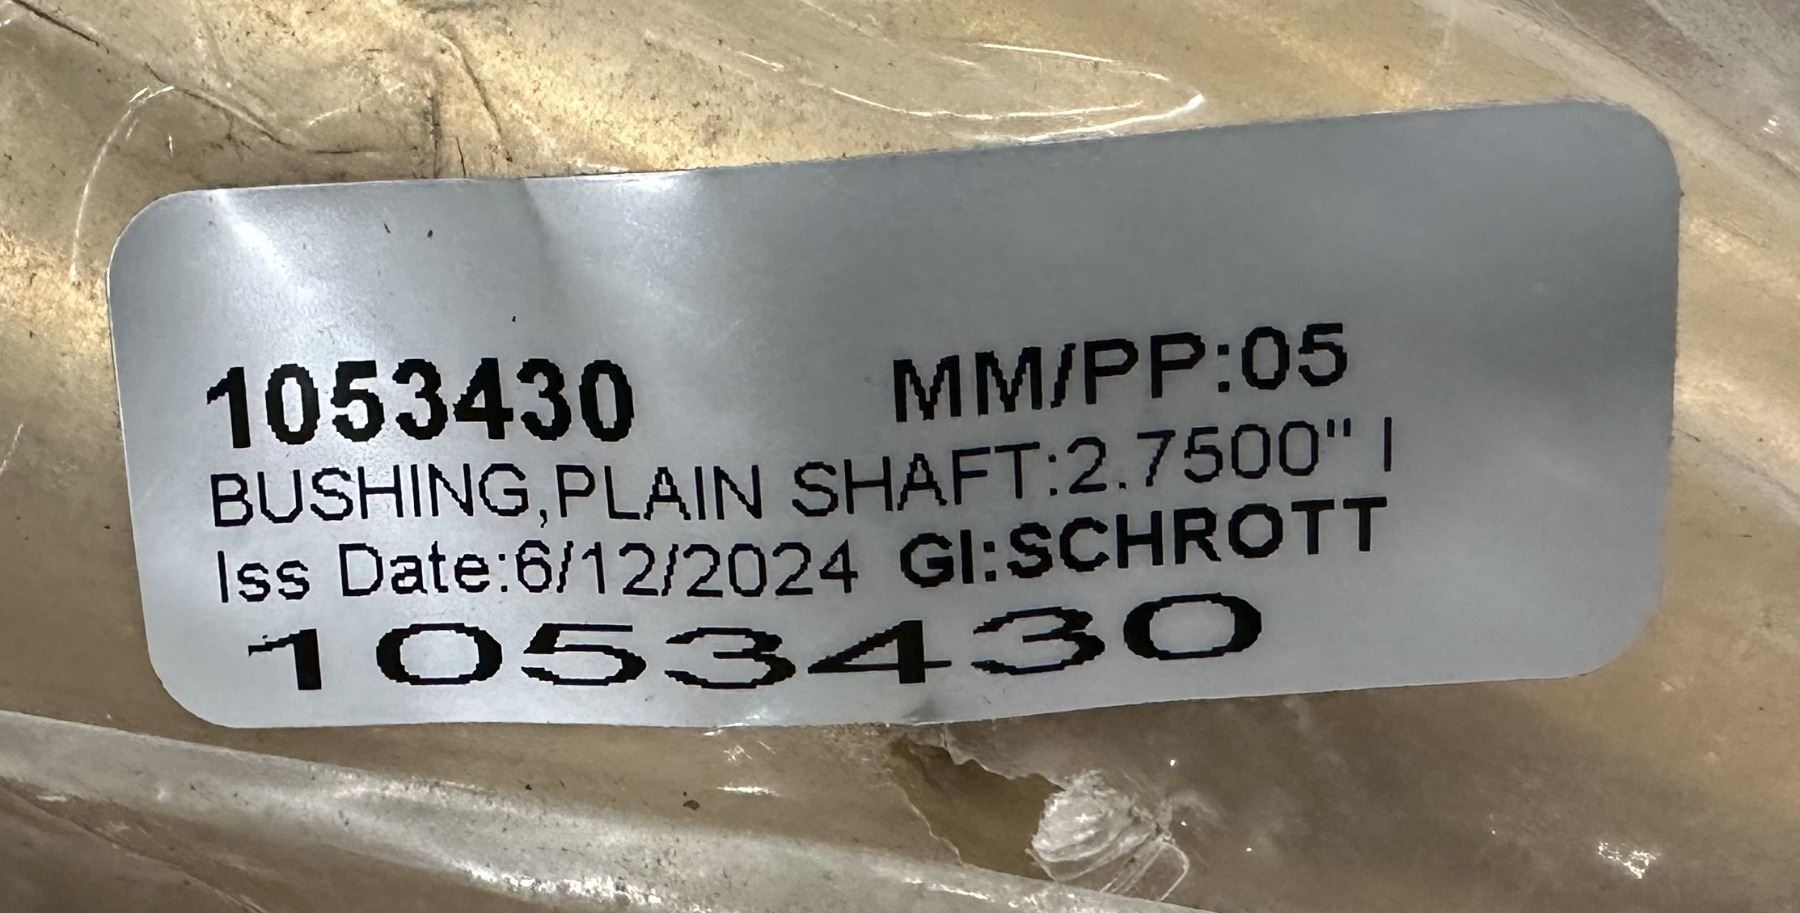 1053430 MM/PP:05
BUSHING,PLAIN SHAFT:2.7500" I
Iss Date:6/12/2024 GI:SCHROTT
1053430